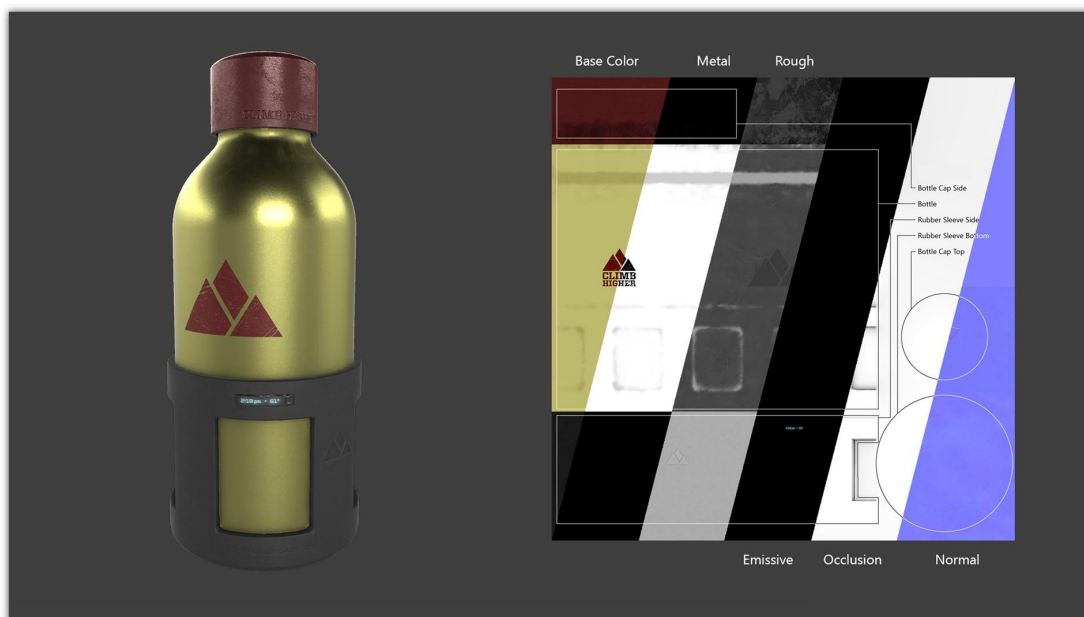 Base Color
Metal
Rough
CLIMB
Bottle Cap Side
Bottle
Rubber Sleeve Side
Rubber Sleeve Bottom
Bottle Cap Top
CLIMB
HIGHER
Emissive
Occlusion
Normal